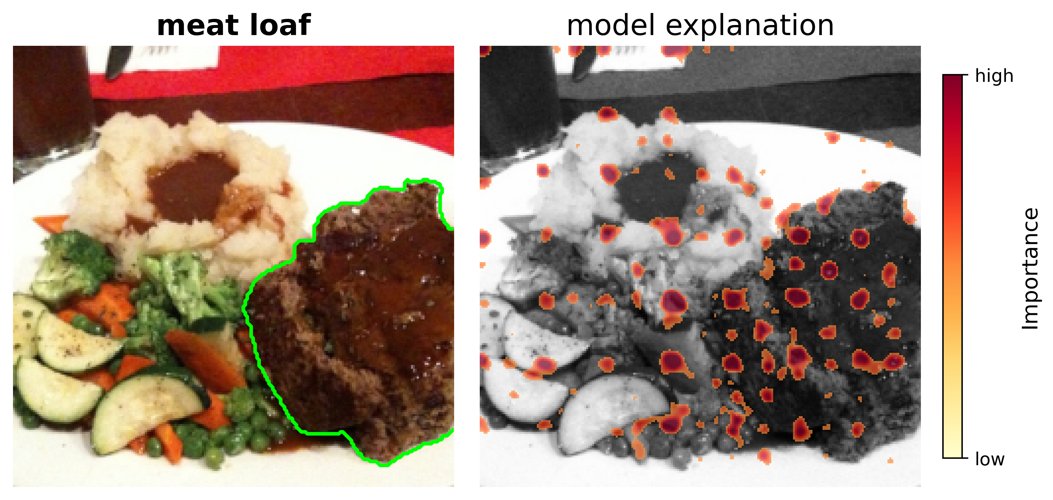 meat loaf
model explanation
high
Importance
low